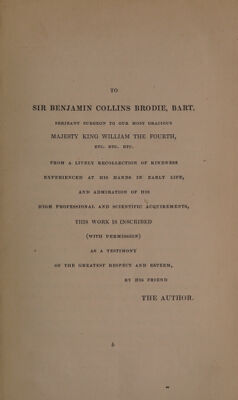 TO
SIR BENJAMIN COLLINS BRODIE, BART.
SERJEANT SURGEON TO OUR MOST GRACIOUS
MAJESTY KING WILLIAM THE FOURTH,
ETC. ETC. ETC.
FROM A LIVELY RECOLLECTION OF KINDNESS
EXPERIENCED AT HIS HANDS IN EARLY LIFE,
AND ADMIRATION OF HIS
HIGH PROFESSIONAL AND SCIENTIFIC ACQUIREMENTS,
THIS WORK IS INSCRIBED
(WITH PERMISSION)
AS A TESTIMONY
OF THE GREATEST RESPECT AND ESTEEM,
BY HIS FRIEND
THE AUTHOR.
b